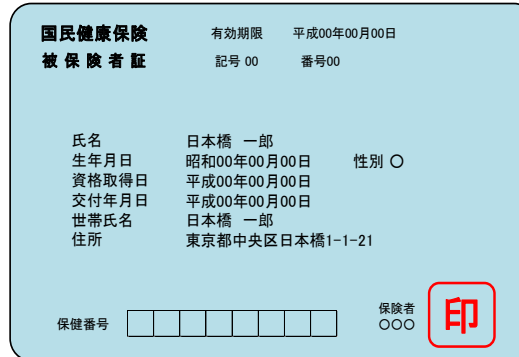 国民健康保険 有効期限 平成00年00月00日
被保険者証 記号 00 番号00
氏名 日本橋 一郎
生年月日 昭和00年00月00日 性別 〇
資格取得日 平成00年00月00日
交付年月日 平成00年00月00日
世帯氏名 日本橋 一郎
住所 東京都中央区日本橋1-1-21
保健番号
保険者
〇〇〇
印